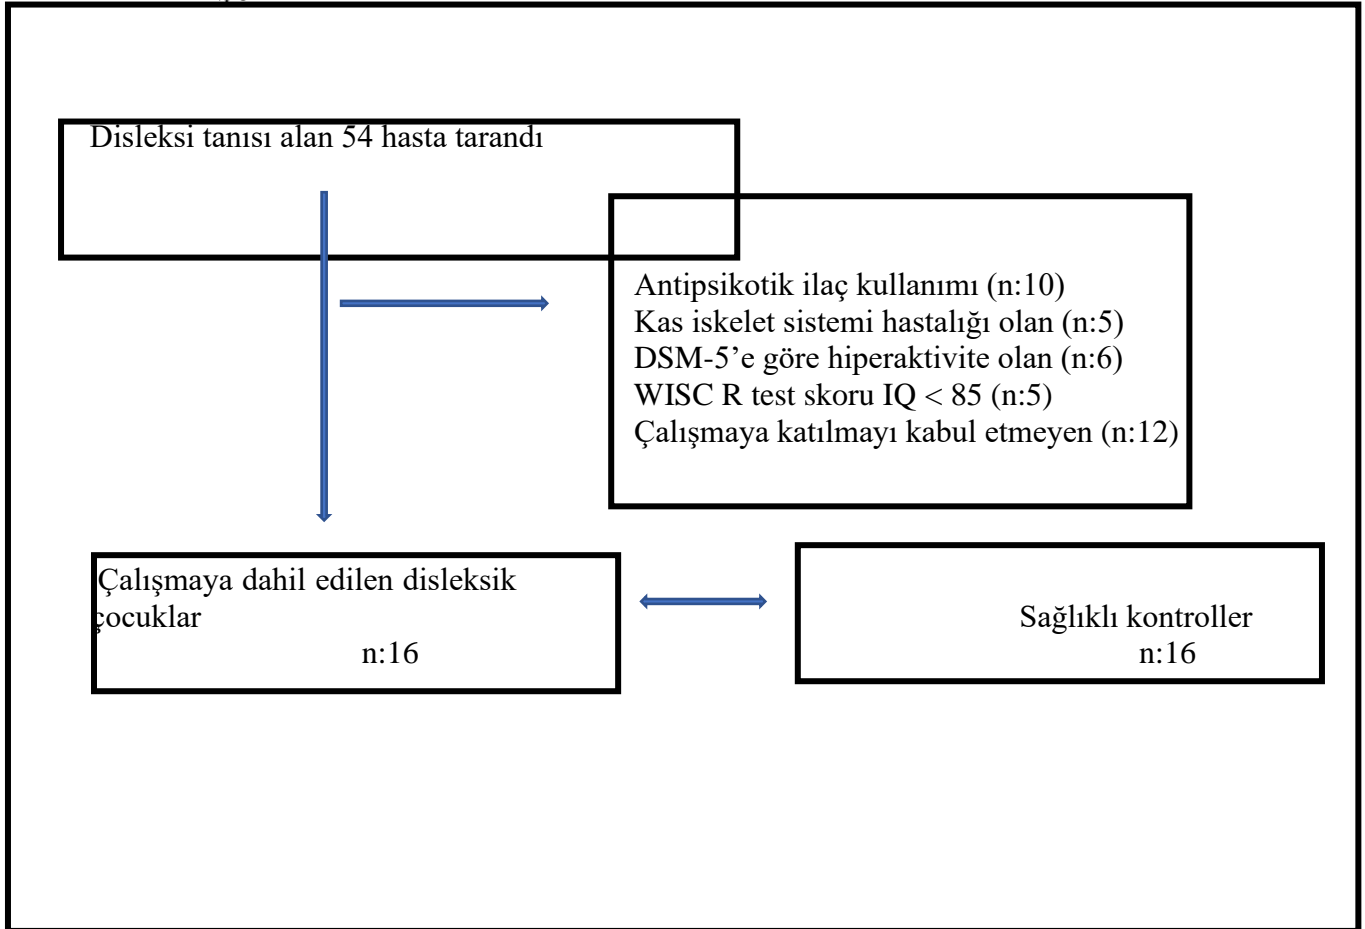 Disleksi tanısı alan 54 hasta tarandı
Antipsikotik ilaç kullanımı (n:10)
Kas iskelet sistemi hastalığı olan (n:5)
DSM-5’e göre hiperaktivite olan (n:6)
WISC R test skoru IQ < 85 (n:5)
Çalışmaya katılmayı kabul etmeyen (n:12)
Çalışmaya dahil edilen disleksik
çocuklar
n:16
Sağlıklı kontroller
n:16